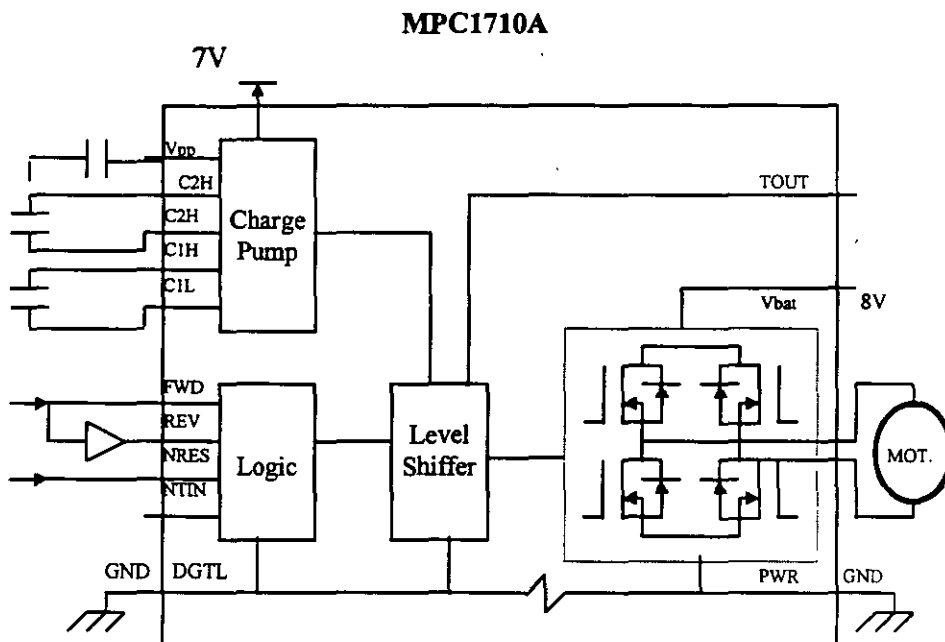 MPC1710A
7V
Vpp
C2H
C2H
C1H
C1L
Charge
Pump
TOUT
Vbat
8V
FWD
REV
NRES
NTIN
Logic
Level
Shiffer
MOT.
GND
DGTL
PWR
GND